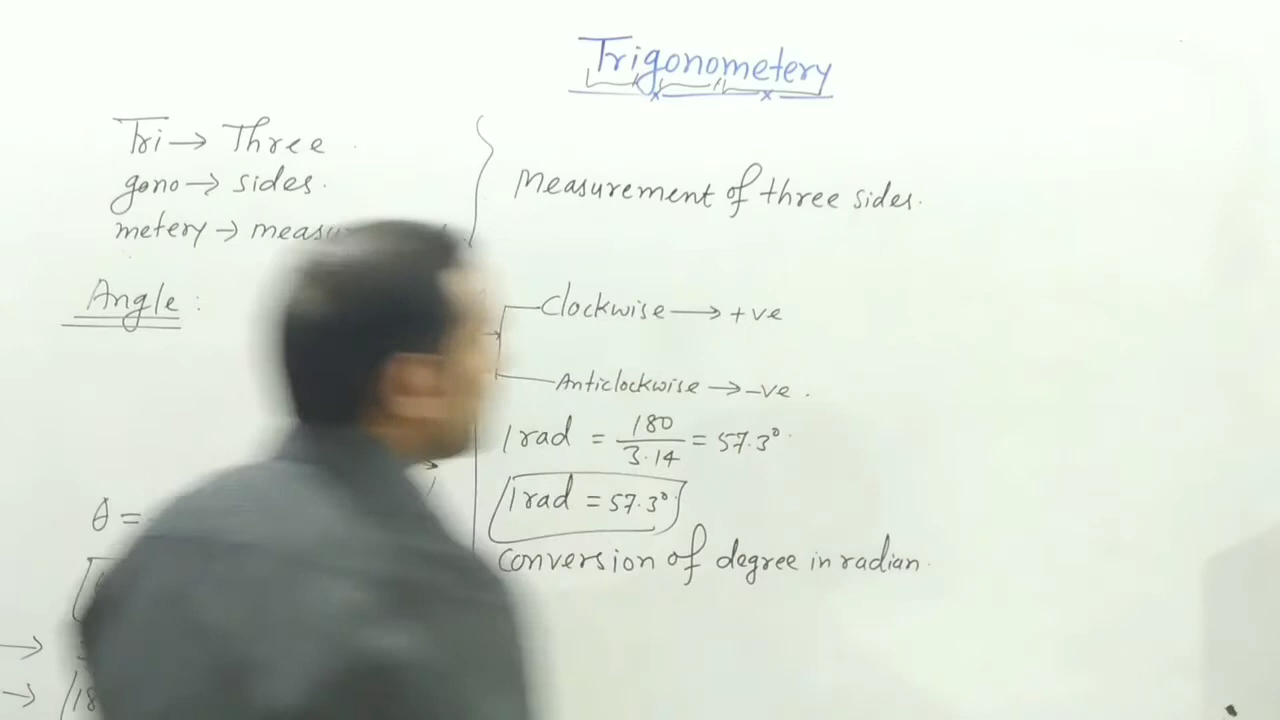 Trigonometery
Tri → Three
gono → sides.
metery →
Measurement of three sides.
Angle :
Clockwise → +ve
Anticlockwise → -ve .
1 rad = 180/3.14 = 57.3°
1 rad = 57.3°
θ =
conversion of degree in radian.